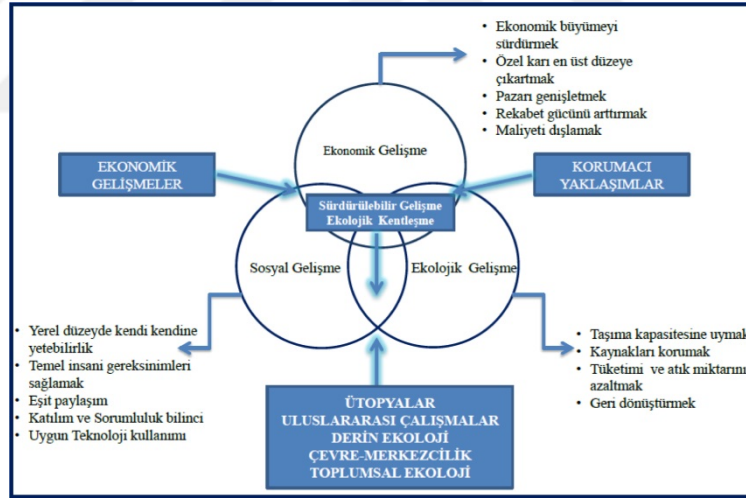 • Ekonomik büyümeyi
sürdürmek
• Özel karı en üst düzeye
çıkartmak
• Pazarı genişletmek
• Rekabet gücünü arttırmak
• Maliyeti dışlamak
Ekonomik Gelişme
EKONOMİK
GELİŞMELER
KORUMACI
YAKLAŞIMLAR
Sürdürülebilir Gelişme
Ekolojik Kentleşme
Sosyal Gelişme
Ekolojik Gelişme
• Yerel düzeyde kendi kendine
yetebilirlik
• Temel insani gereksinimleri
sağlamak
• Eşit paylaşım
• Katılım ve Sorumluluk bilinci
• Uygun Teknoloji kullanımı
• Taşıma kapasitesine uymak
• Kaynakları korumak
• Tüketimi ve atık miktarını
azaltmak
• Geri dönüştürmek
ÜTOPYALAR
ULUSLARARASI ÇALIŞMALAR
DERİN EKOLOJİ
ÇEVRE-MERKEZCİLİK
TOPLUMSAL EKOLOJİ